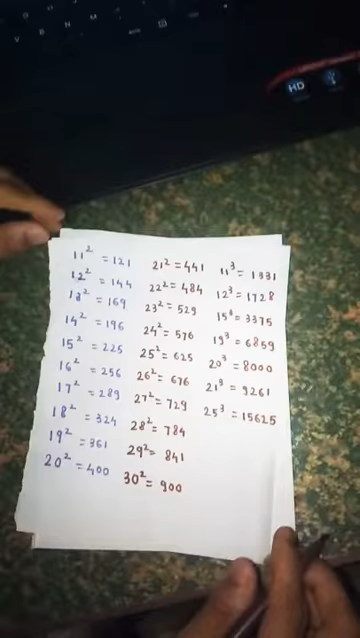 11² = 121
12² = 144
13² = 169
14² = 196
15² = 225
16² = 256
17² = 289
18² = 324
19² = 361
20² = 400
21² = 441
22² = 484
23² = 529
24² = 576
25² = 625
26² = 676
27² = 729
28² = 784
29² = 841
30² = 900
11³ = 1331
12³ = 1728
15³ = 3375
19³ = 6859
20³ = 8000
21³ = 9261
25³ = 15625
HD